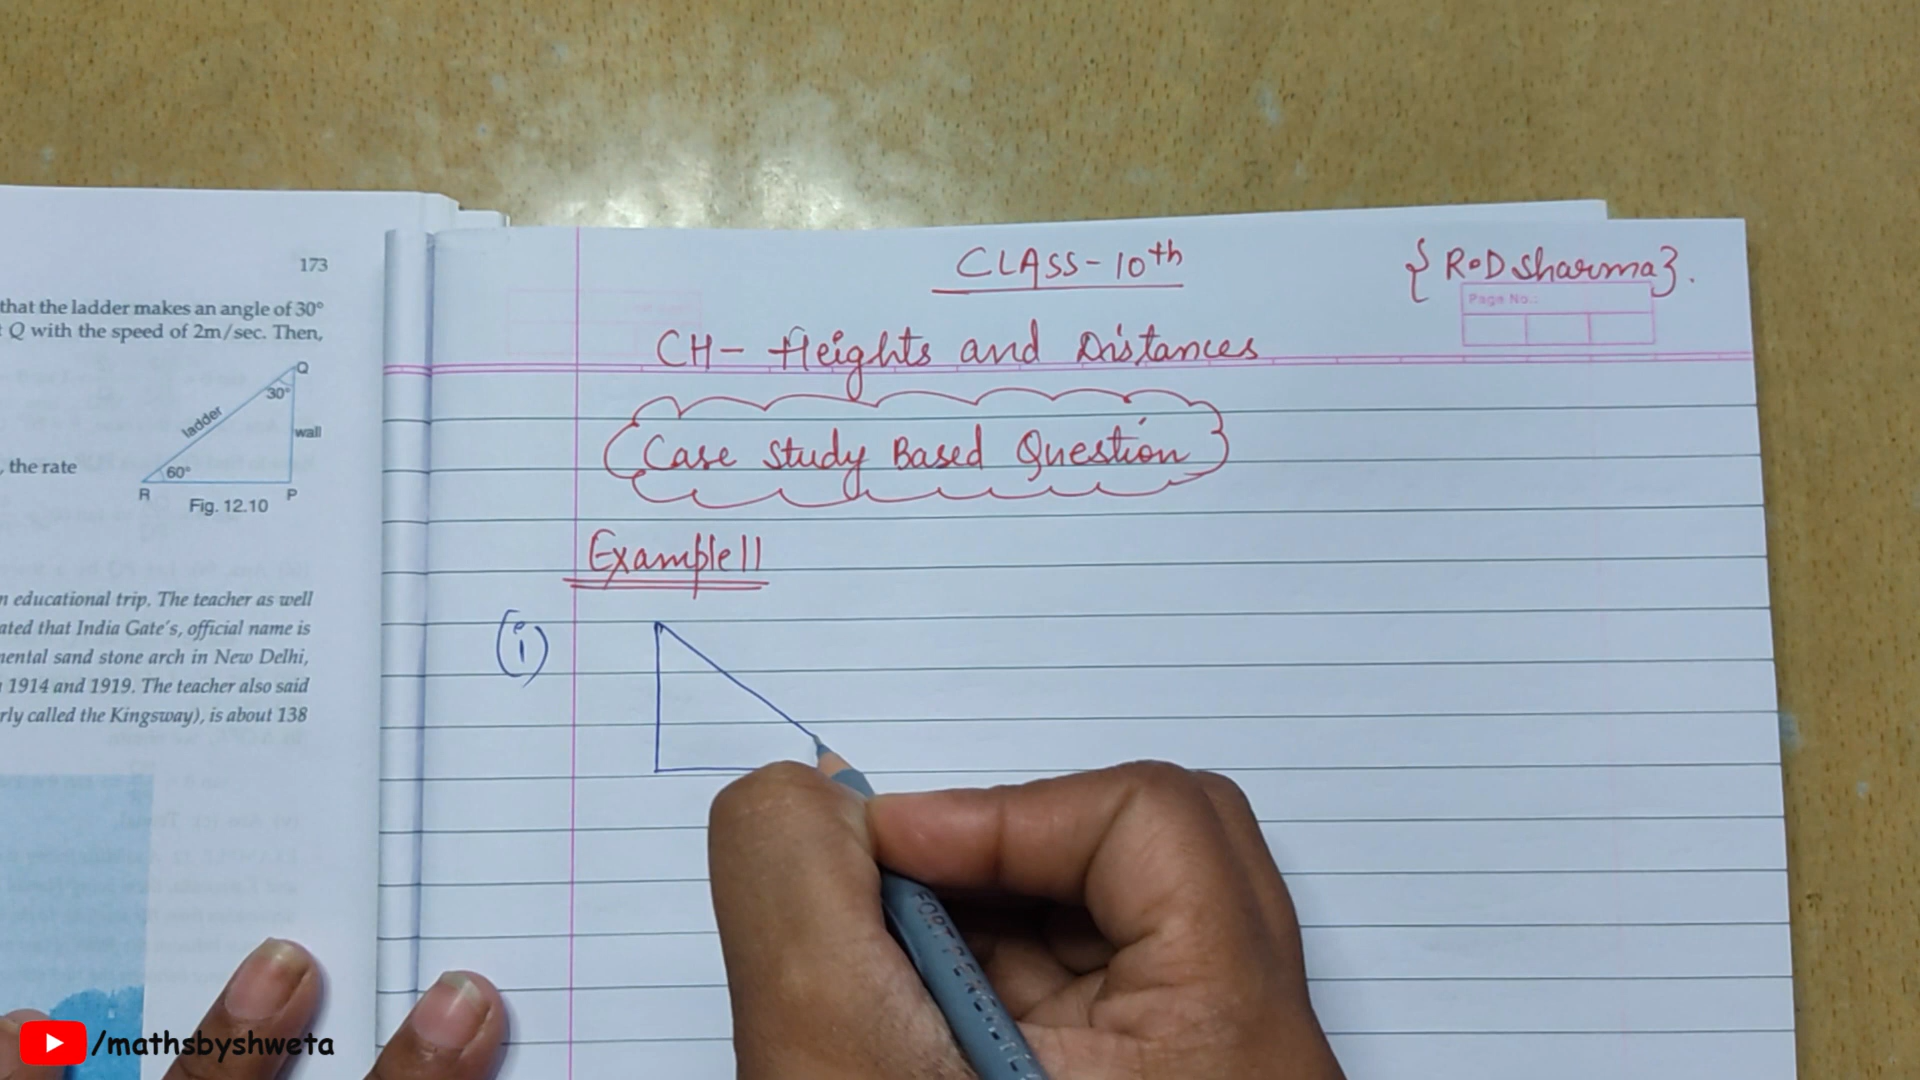 173
that the ladder makes an angle of 30°
Q with the speed of 2m/sec. Then,
Q
30°
ladder
wall
, the rate
60°
R
P
Fig. 12.10
educational trip. The teacher as well
ated that India Gate's, official name is
mental sand stone arch in New Delhi,
1914 and 1919. The teacher also said
rly called the Kingsway), is about 138
CLASS-10th
{R.D Sharma}.
Page No.:
CH- Heights and Distances
Case Study Based Question
Example 11
(i)
/mathsbyshweta